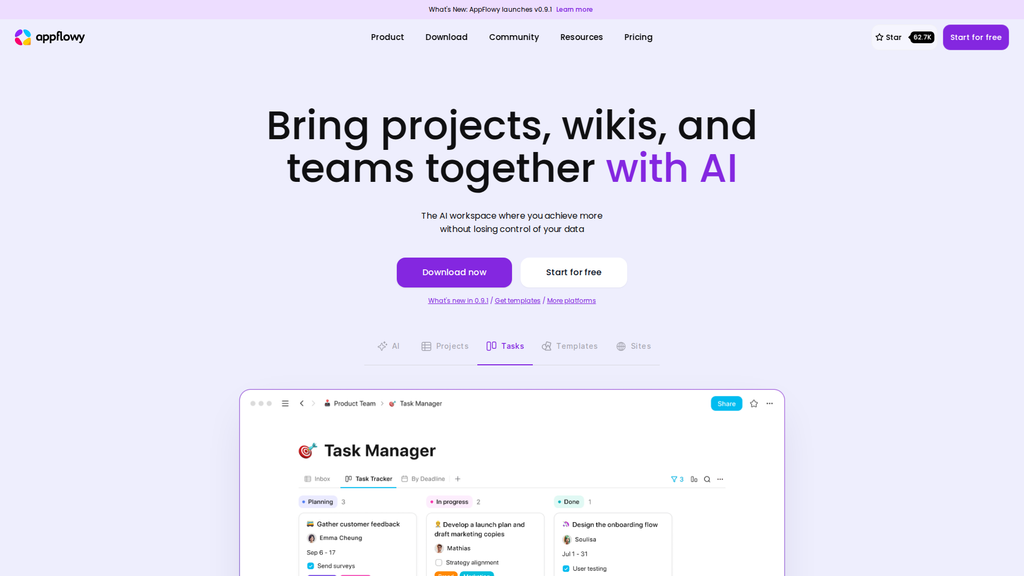 What's New: AppFlowy launches v0.9.1 Learn more
appflowy
Product Download Community Resources Pricing
Star 62.7K Start for free
Bring projects, wikis, and
teams together with AI
The AI workspace where you achieve more
without losing control of your data
Download now Start for free
What's new in 0.9.1 / Get templates / More platforms
AI Projects Tasks Templates Sites
Product Team > Task Manager
Share
Task Manager
Inbox Task Tracker By Deadline +
3
Planning 3 In progress 2 Done 1
Gather customer feedback
Emma Cheung
Sep 6 - 17
Send surveys
Develop a launch plan and
draft marketing copies
Mathias
Strategy alignment
Design the onboarding flow
Soulisa
Jul 1 - 31
User testing